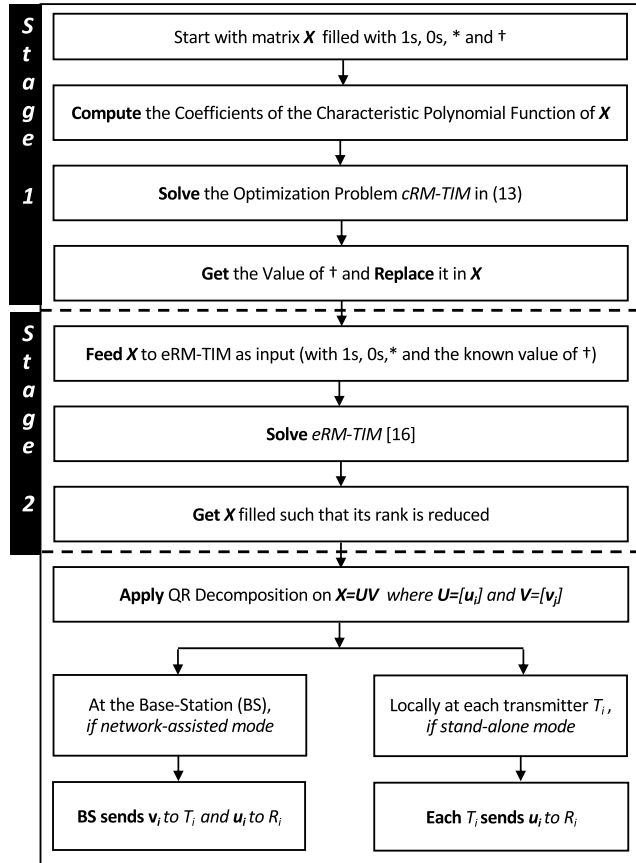 Stage 1
Start with matrix X filled with 1s, 0s, * and †
Compute the Coefficients of the Characteristic Polynomial Function of X
Solve the Optimization Problem cRM-TIM in (13)
Get the Value of † and Replace it in X
Stage 2
Feed X to eRM-TIM as input (with 1s, 0s,* and the known value of †)
Solve eRM-TIM [16]
Get X filled such that its rank is reduced
Apply QR Decomposition on X=UV where U=[ui] and V=[vj]
At the Base-Station (BS),
if network-assisted mode
Locally at each transmitter Ti ,
if stand-alone mode
BS sends vi to Ti and ui to Ri
Each Ti sends ui to Ri